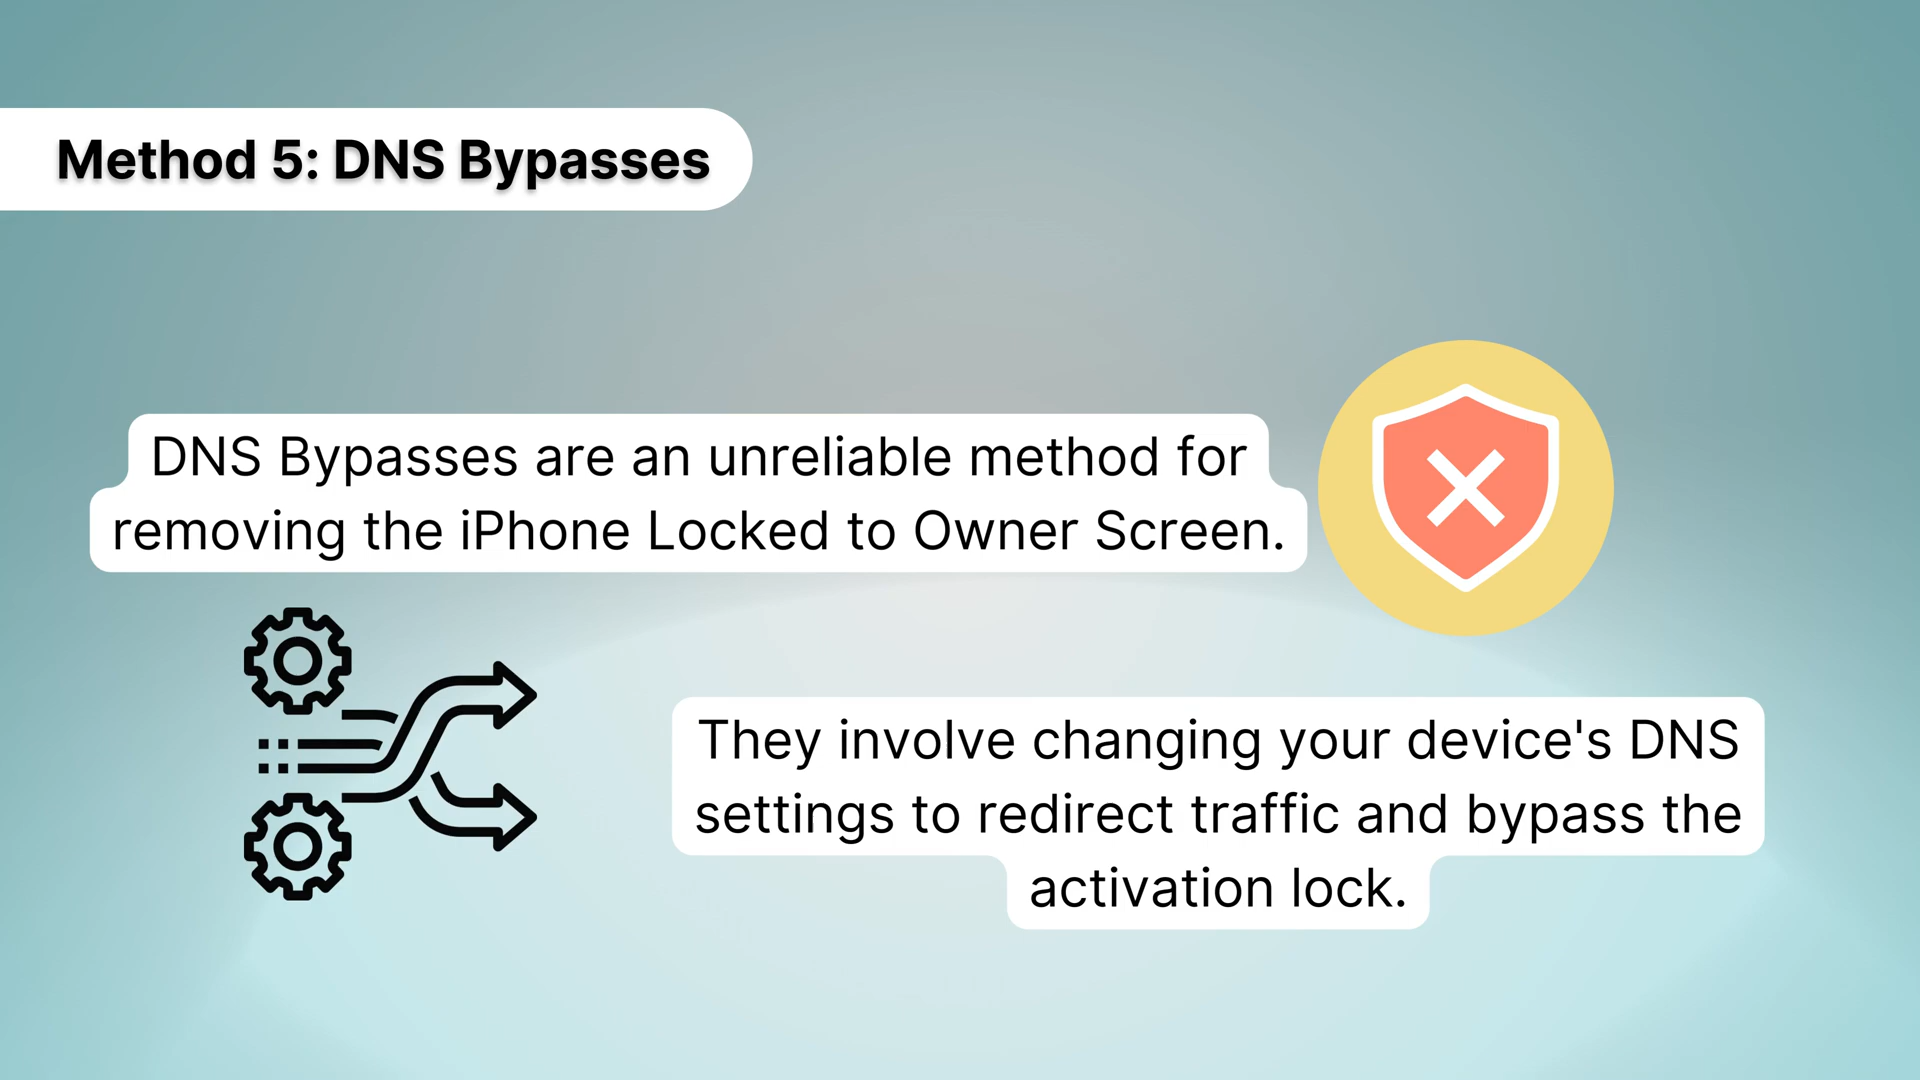 Method 5: DNS Bypasses
DNS Bypasses are an unreliable method for
removing the iPhone Locked to Owner Screen.
They involve changing your device's DNS
settings to redirect traffic and bypass the
activation lock.